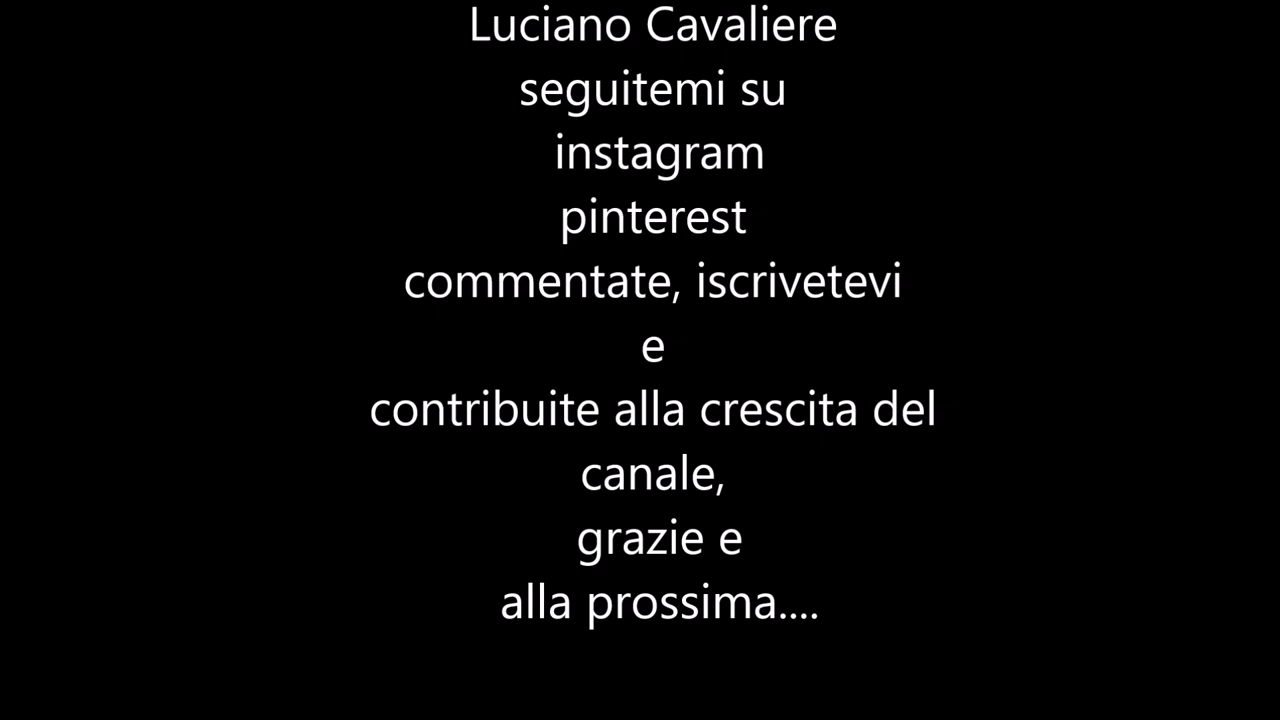 Luciano Cavaliere
seguitemi su
instagram
pinterest
commentate, iscrivetevi
e
contribuite alla crescita del
canale,
grazie e
alla prossima....